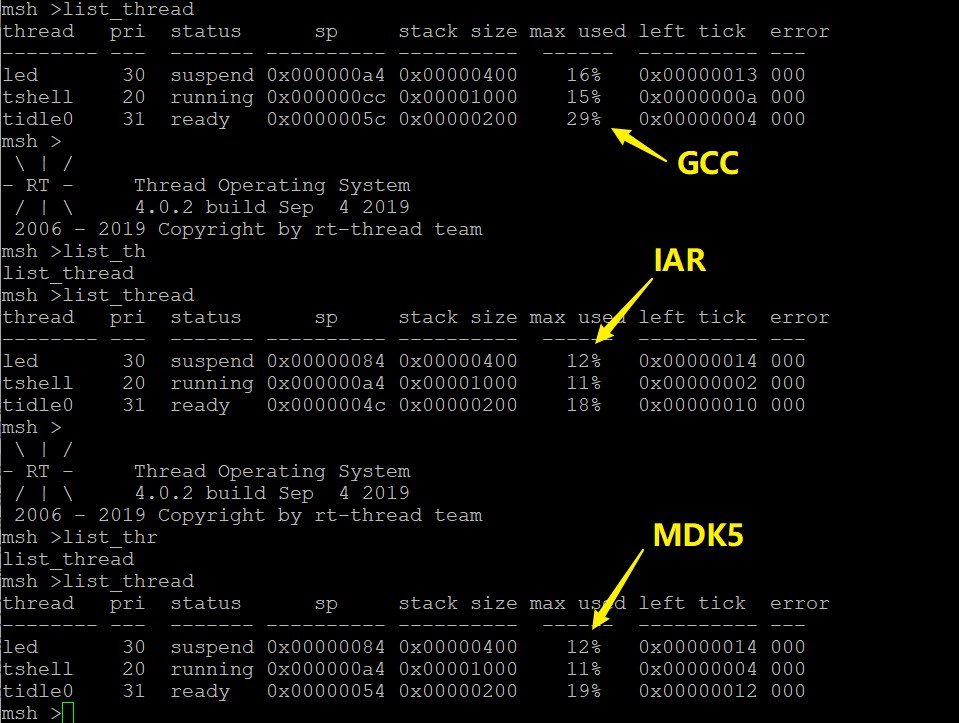 msh >list_thread
thread   pri  status      sp     stack size max used left tick  error
-------- ---  ------- ---------- ----------  ------  ---------- ---
led       30  suspend 0x000000a4 0x00000400    16%   0x00000013 000
tshell    20  running 0x000000cc 0x00001000    15%   0x0000000a 000
tidle0    31  ready   0x0000005c 0x00000200    29%   0x00000004 000
GCC
msh >
 \ | /
- RT -     Thread Operating System
 / | \     4.0.2 build Sep  4 2019
 2006 - 2019 Copyright by rt-thread team
msh >list_th
list_thread
IAR
msh >list_thread
thread   pri  status      sp     stack size max used left tick  error
-------- ---  ------- ---------- ----------  ------  ---------- ---
led       30  suspend 0x00000084 0x00000400    12%   0x00000014 000
tshell    20  running 0x000000a4 0x00001000    11%   0x00000002 000
tidle0    31  ready   0x0000004c 0x00000200    18%   0x00000010 000
msh >
 \ | /
- RT -     Thread Operating System
 / | \     4.0.2 build Sep  4 2019
 2006 - 2019 Copyright by rt-thread team
msh >list_thr
MDK5
list_thread
msh >list_thread
thread   pri  status      sp     stack size max used left tick  error
-------- ---  ------- ---------- ----------  ------  ---------- ---
led       30  suspend 0x00000084 0x00000400    12%   0x00000014 000
tshell    20  running 0x000000a4 0x00001000    11%   0x00000004 000
tidle0    31  ready   0x00000054 0x00000200    19%   0x00000012 000
msh >